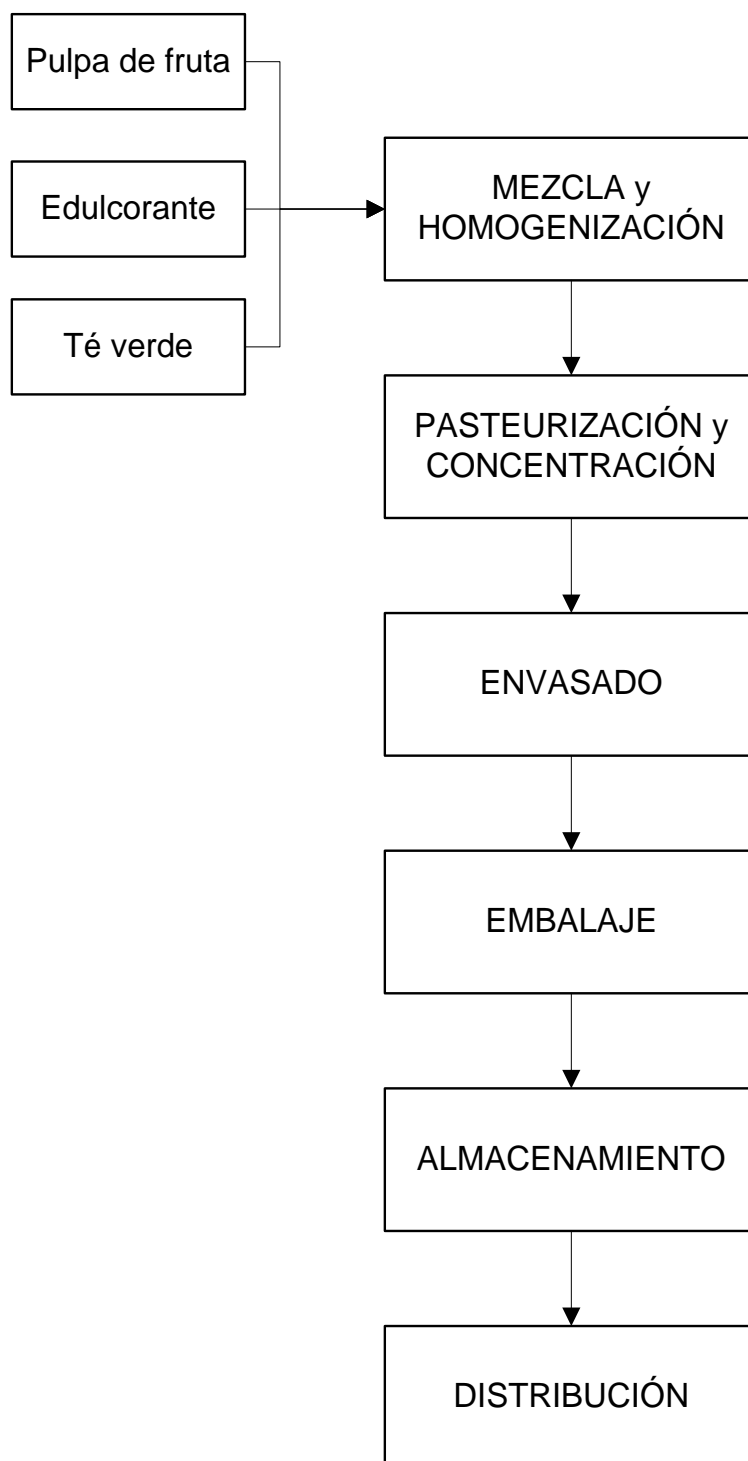 Pulpa de fruta
Edulcorante
Té verde
MEZCLA y
HOMOGENIZACIÓN
PASTEURIZACIÓN y
CONCENTRACIÓN
ENVASADO
EMBALAJE
ALMACENAMIENTO
DISTRIBUCIÓN